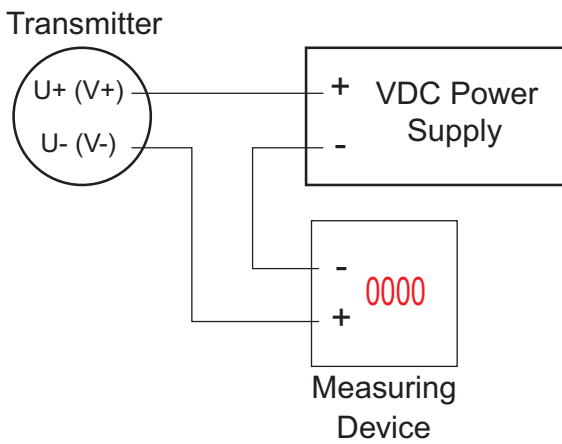 Transmitter
U+ (V+)
U- (V-)
+
-
VDC Power
Supply
-
+
0000
Measuring
Device